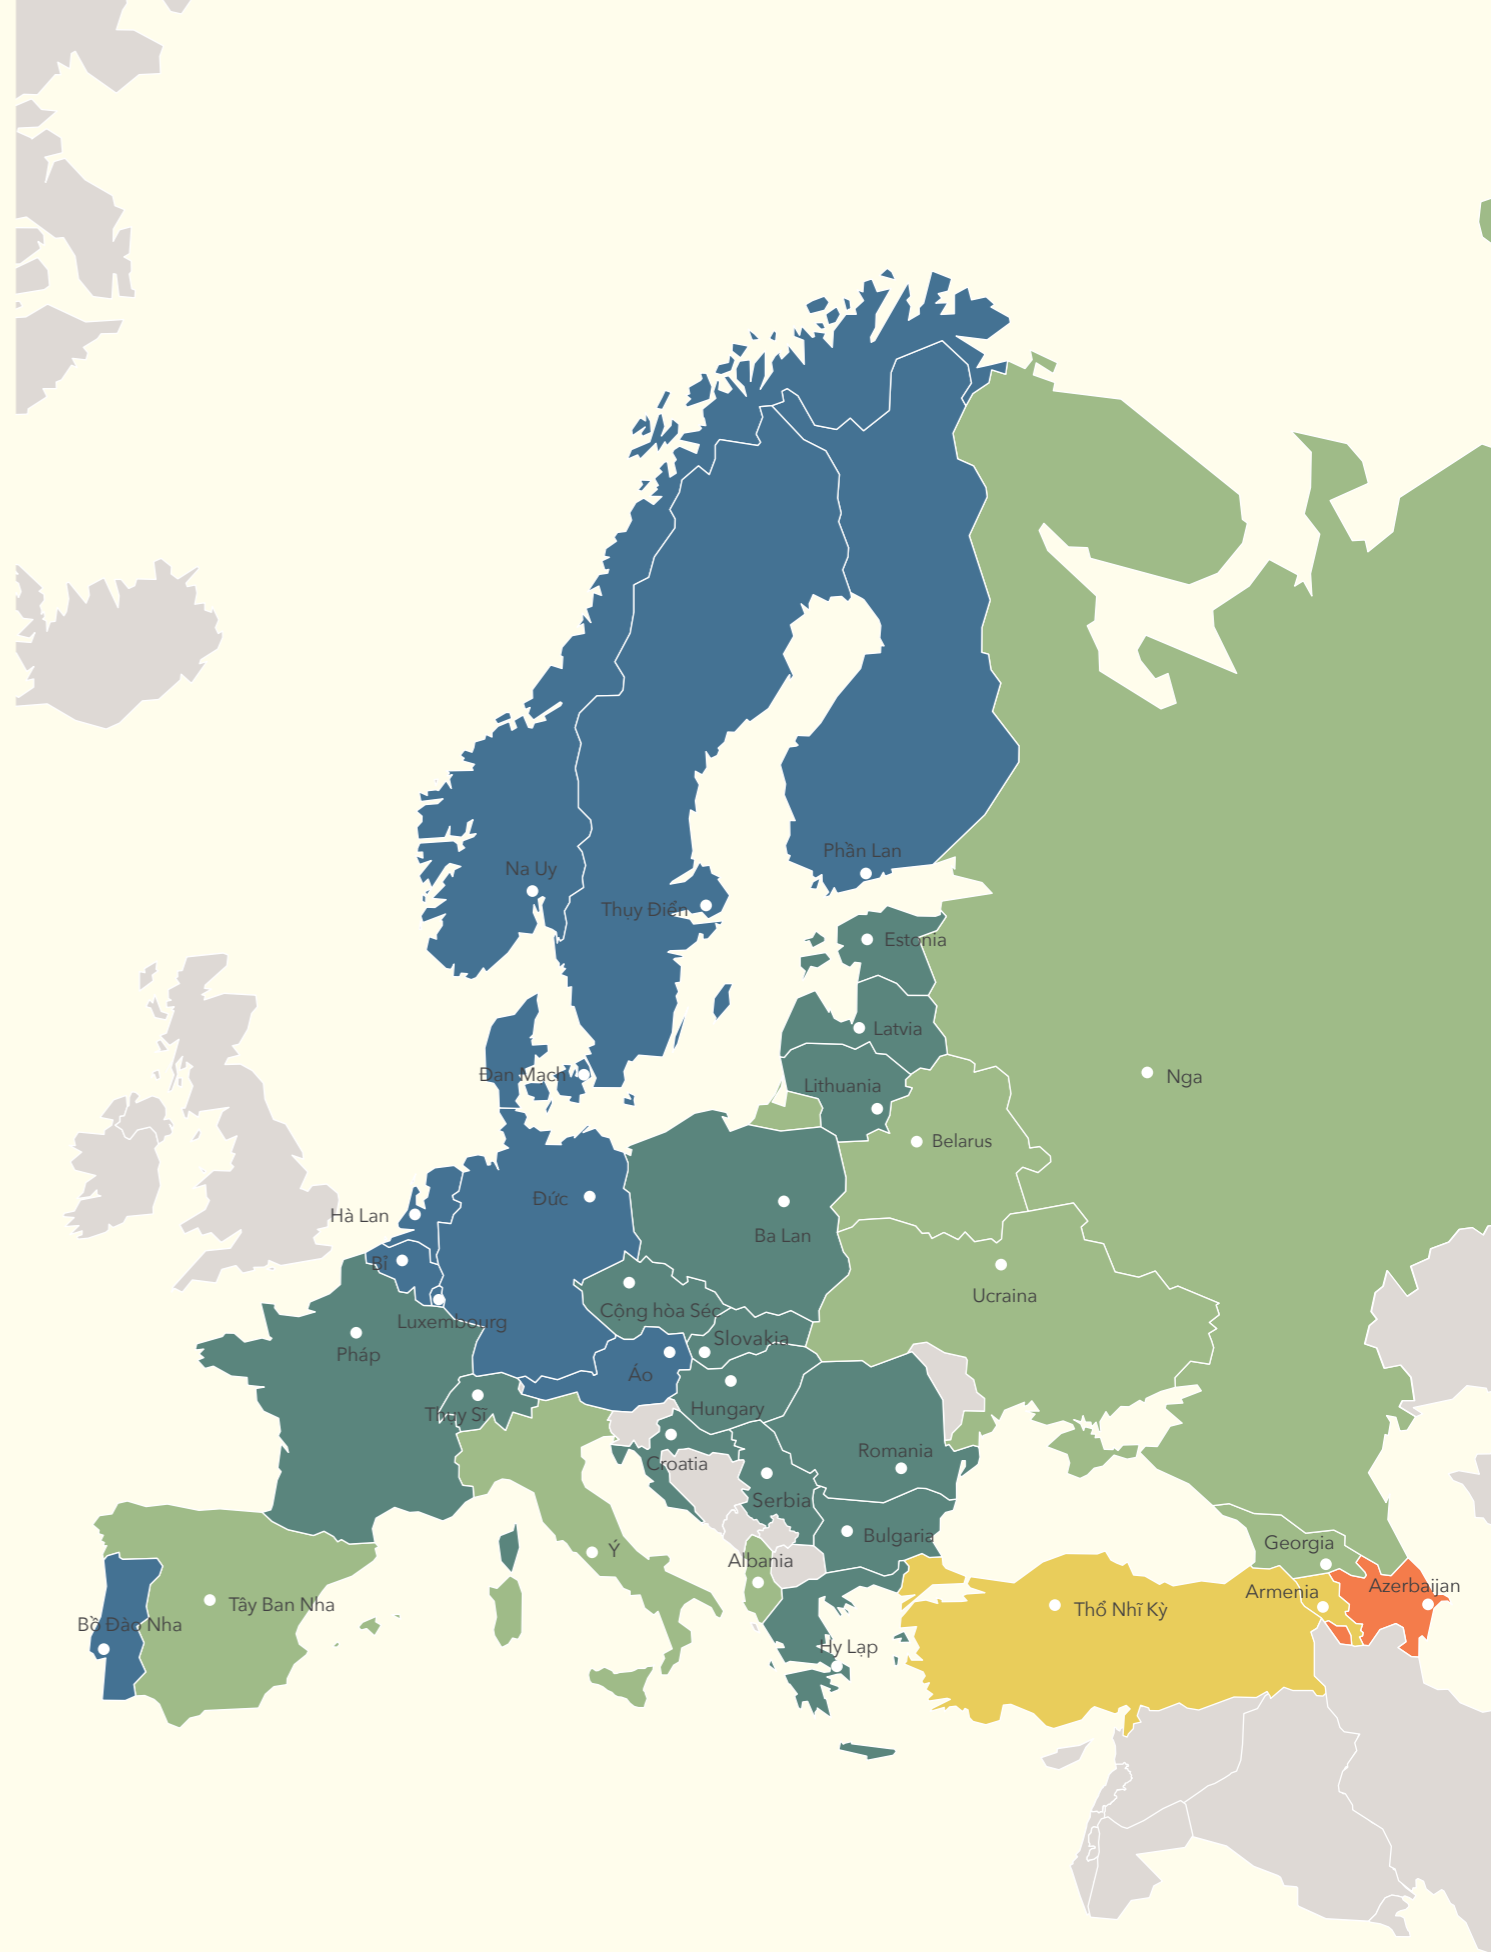 Phần Lan
Na Uy
Thụy Điển
Estonia
Latvia
Đan Mạch
Nga
Lithuania
Belarus
Đức
Hà Lan
Ba Lan
Bỉ
Ucraina
Cộng hòa Séc
Luxembourg
Slovakia
Pháp
Áo
Hungary
Thụy Sĩ
Romania
Croatia
Serbia
Bulgaria
Georgia
Ý
Albania
Azerbaijan
Armenia
Tây Ban Nha
Thổ Nhĩ Kỳ
Bồ Đào Nha
Hy Lạp